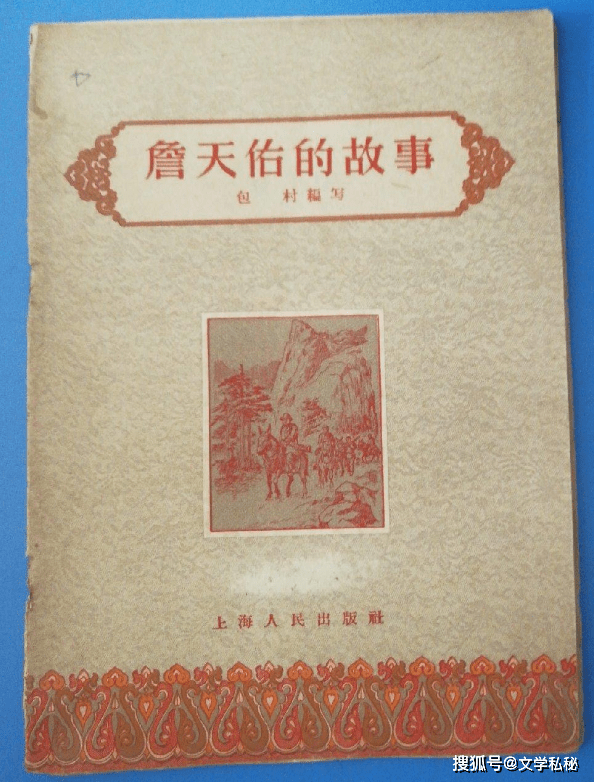 詹天佑的故事
包 村編写
上海人民出版社
搜狐号@文学私秘